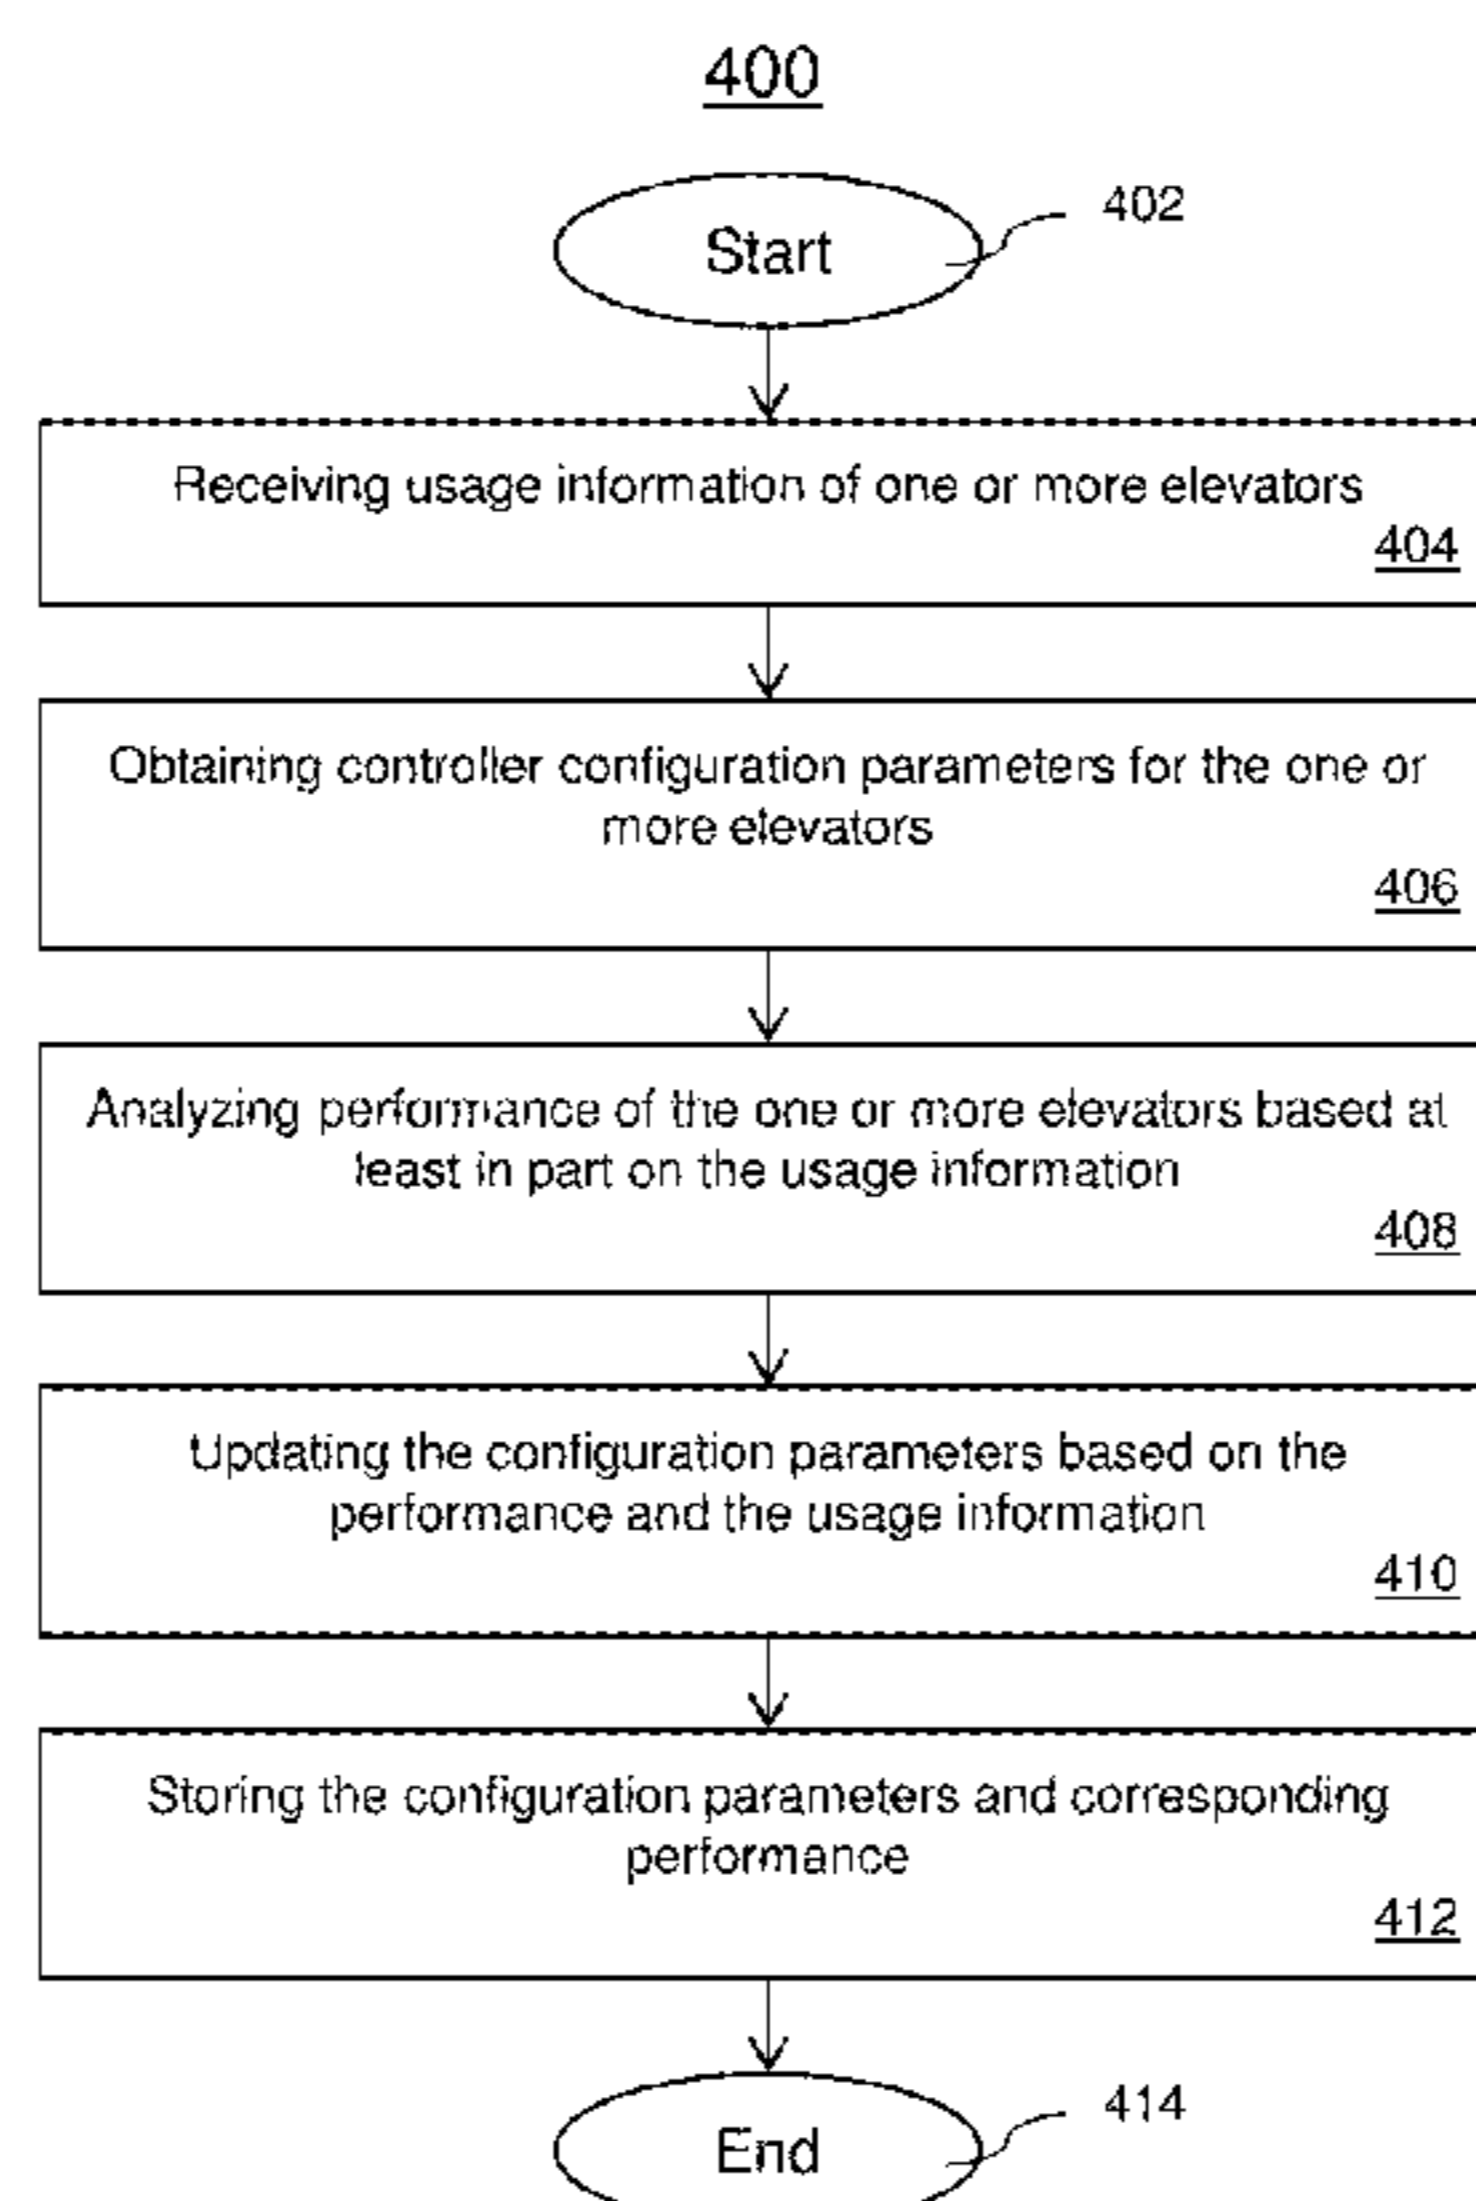 400
Start
402
Receiving usage information of one or more elevators
404
Obtaining controller configuration parameters for the one or
more elevators
406
Analyzing performance of the one or more elevators based at
least in part on the usage information
408
Updating the configuration parameters based on the
performance and the usage information
410
Storing the configuration parameters and corresponding
performance
412
End
414